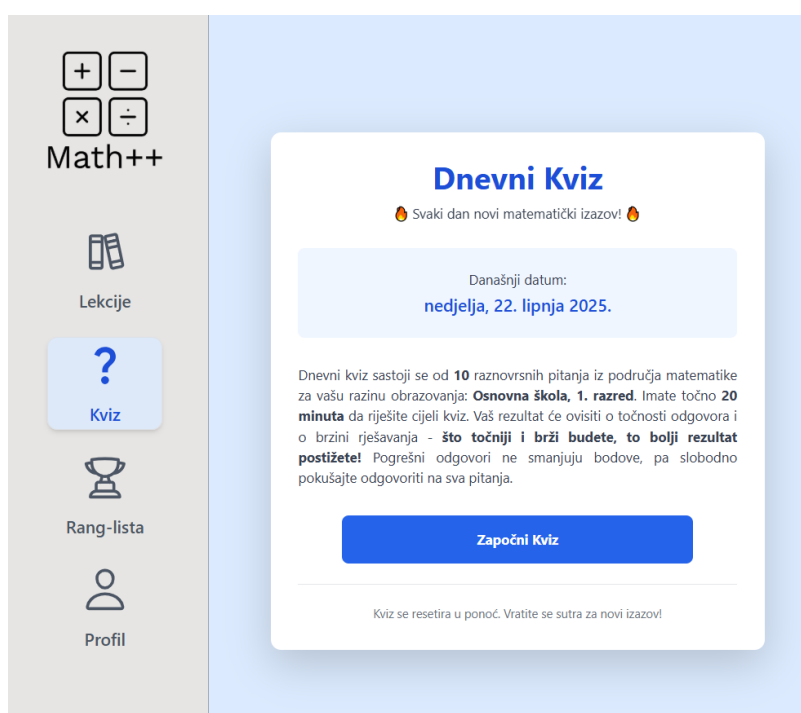 + −
× ÷
Math++
Lekcije
?
Kviz
Rang-lista
Profil
Dnevni Kviz
🔥 Svaki dan novi matematički izazov! 🔥
Današnji datum:
nedjelja, 22. lipnja 2025.
Dnevni kviz sastoji se od 10 raznovrsnih pitanja iz područja matematike
za vašu razinu obrazovanja: Osnovna škola, 1. razred. Imate točno 20
minuta da riješite cijeli kviz. Vaš rezultat će ovisiti o točnosti odgovora i
o brzini rješavanja - što točniji i brži budete, to bolji rezultat
postižete! Pogrešni odgovori ne smanjuju bodove, pa slobodno
pokušajte odgovoriti na sva pitanja.
Započni Kviz
Kviz se resetira u ponoć. Vratite se sutra za novi izazov!